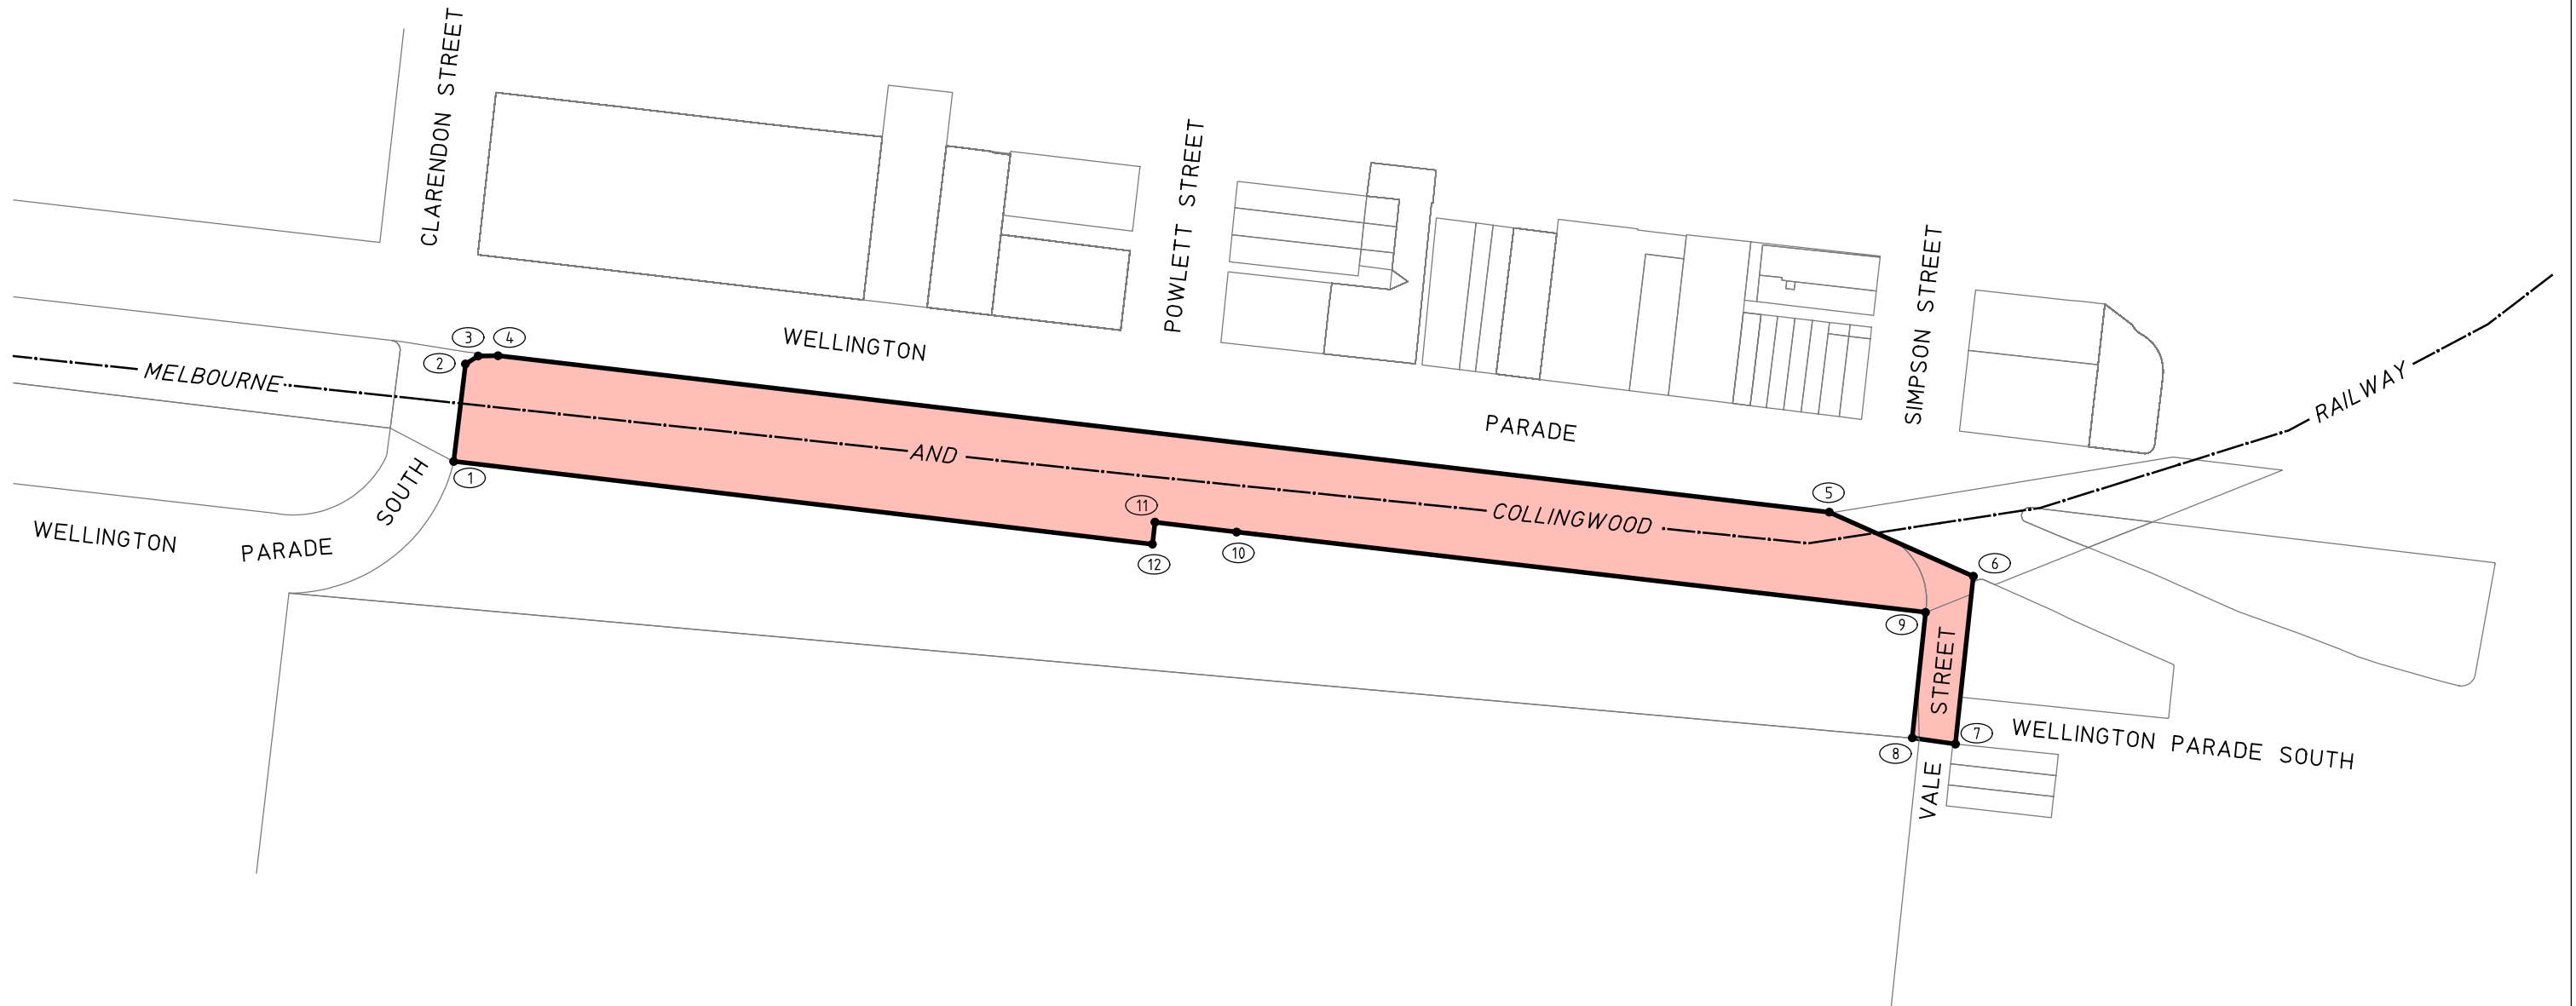 CLARENDON STREET
POWLETT STREET
SIMPSON STREET
WELLINGTON
PARADE
MELBOURNE
AND
COLLINGWOOD
RAILWAY
3
4
2
1
5
6
11
10
12
9
8
7
SOUTH
WELLINGTON
PARADE
STREET
VALE
WELLINGTON PARADE SOUTH